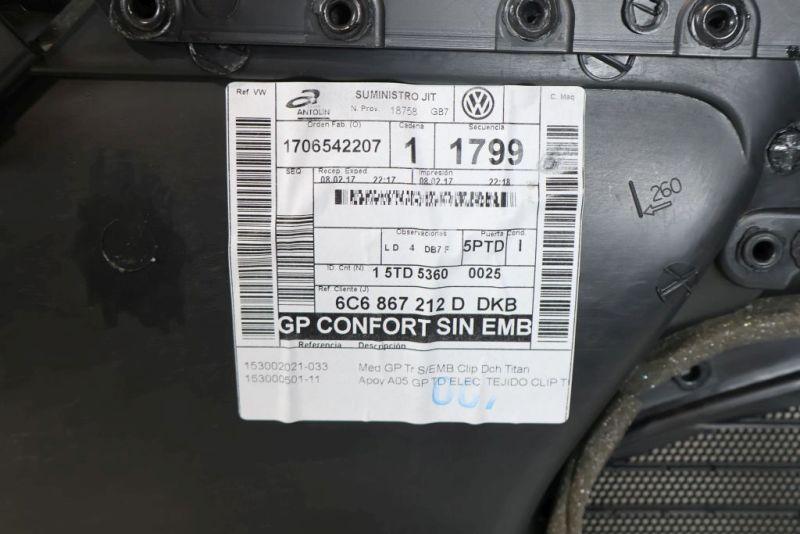 Ref VW
ANTOLIN
SUMINISTRO JIT
N. Prov. 18758 GB7
C. Maq
Orden Fab. (O)
Cadena
Secuencia
1706542207
1
1799
SEQ
Recep. Exped
Impresión
08.02.17 22:17
08.02.17 22:18
Observaciones
Puerta
Cond.
L D 4 DB7 F
5PTD
I
ID. Cnt (N)
1 5TD 5360 0025
Ref. Cliente (J)
6C6 867 212 D DKB
GP CONFORT SIN EMB
Referencia Descripción
153002021-033 Med GP Tr S/EMB Clip Dch Titan
153000501-11 Apoy A05 GP TD ELEC TEJIDO CLIP
007
260